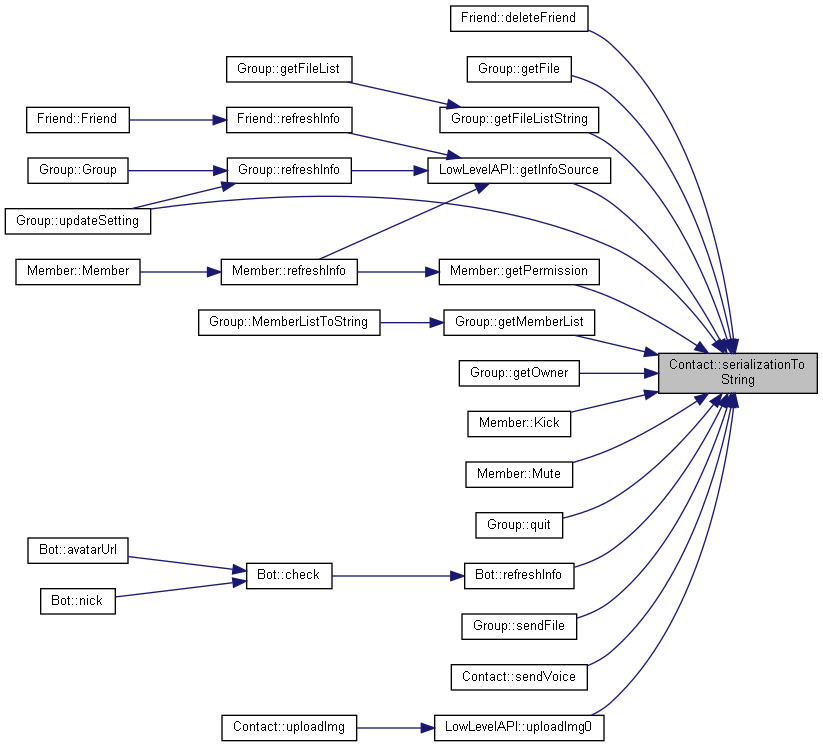 Friend::deleteFriend
Group::getFileList
Group::getFile
Friend::Friend
Friend::refreshInfo
Group::getFileListString
Group::Group
Group::refreshInfo
LowLevelAPI::getInfoSource
Group::updateSetting
Member::Member
Member::refreshInfo
Member::getPermission
Group::MemberListToString
Group::getMemberList
Contact::serializationTo
String
Group::getOwner
Member::Kick
Member::Mute
Group::quit
Bot::avatarUrl
Bot::check
Bot::refreshInfo
Bot::nick
Group::sendFile
Contact::sendVoice
Contact::uploadImg
LowLevelAPI::uploadImg0